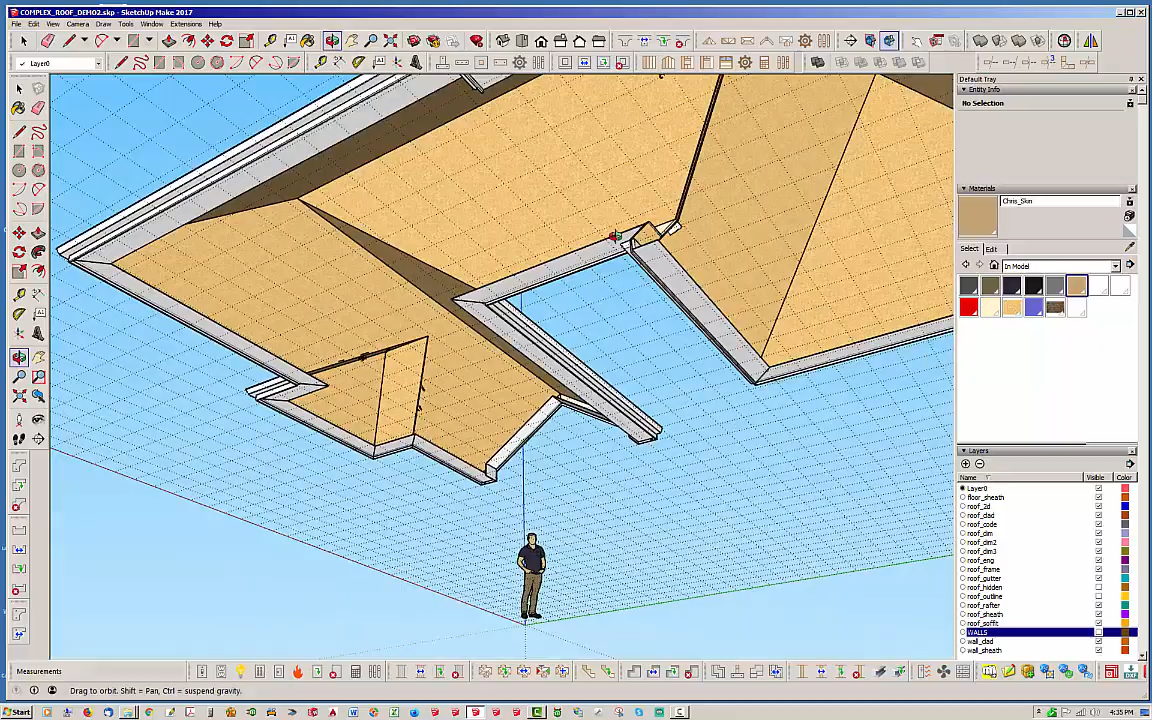 COMPLEX_ROOF_DEMO2.skp - SketchUp Make 2017
File Edit View Camera Draw Tools Window Extensions Help
Layer0
Default Tray
Entity Info
No Selection
Materials
Chris_Skin
Select Edit
In Model
Layers
Name Visible Color
Layer0
floor_sheath
roof_2d
roof_clad
roof_code
roof_dim
roof_dim2
roof_dim3
roof_eng
roof_frame
roof_gutter
roof_hidden
roof_outline
roof_rafter
roof_sheath
roof_soffit
WALLS
wall_clad
wall_sheath
Measurements
Drag to orbit. Shift = Pan, Ctrl = suspend gravity.
Start
4:35 PM